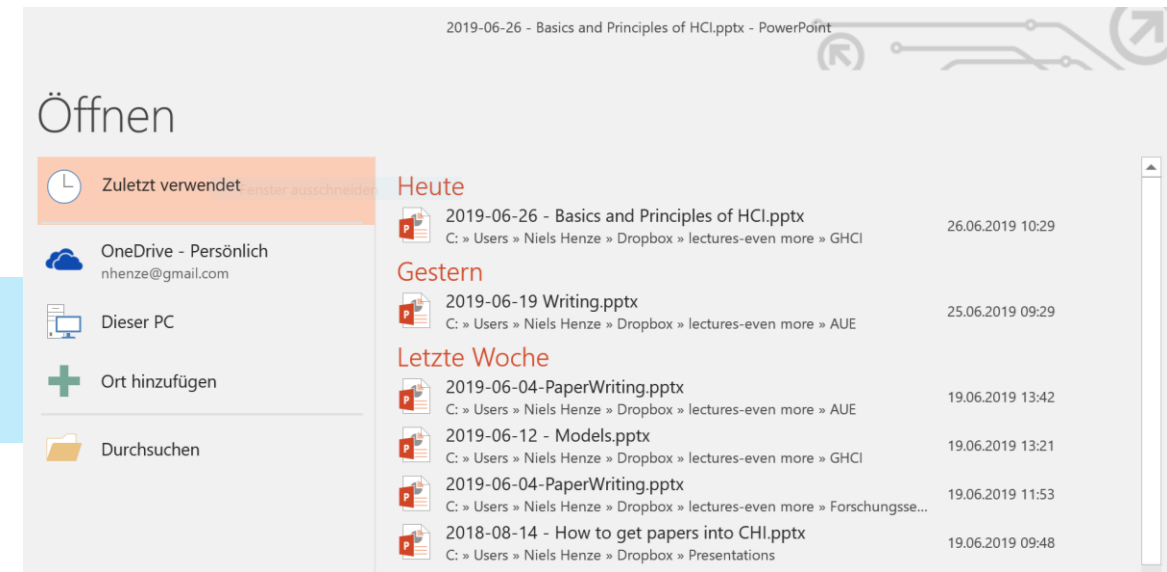 2019-06-26 - Basics and Principles of HCI.pptx - PowerPoint
Öffnen
Zuletzt verwendet
Fenster ausschneiden
OneDrive - Persönlich
nhenze@gmail.com
Dieser PC
Ort hinzufügen
Durchsuchen
Heute
2019-06-26 - Basics and Principles of HCI.pptx
26.06.2019 10:29
C: » Users » Niels Henze » Dropbox » lectures-even more » GHCI
Gestern
2019-06-19 Writing.pptx
25.06.2019 09:29
C: » Users » Niels Henze » Dropbox » lectures-even more » AUE
Letzte Woche
2019-06-04-PaperWriting.pptx
19.06.2019 13:42
C: » Users » Niels Henze » Dropbox » lectures-even more » AUE
2019-06-12 - Models.pptx
19.06.2019 13:21
C: » Users » Niels Henze » Dropbox » lectures-even more » GHCI
2019-06-04-PaperWriting.pptx
19.06.2019 11:53
C: » Users » Niels Henze » Dropbox » lectures-even more » Forschungsse...
2018-08-14 - How to get papers into CHI.pptx
19.06.2019 09:48
C: » Users » Niels Henze » Dropbox » Presentations